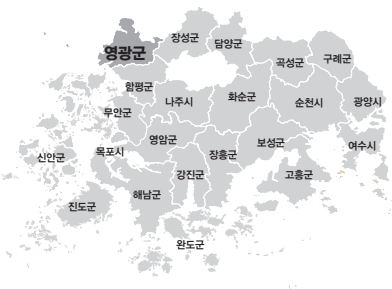 장성군
담양군
영광군
곡성군
구례군
함평군
나주시
화순군
순천시
광양시
무안군
영암군
보성군
여수시
신안군
목포시
장흥군
강진군
고흥군
해남군
진도군
완도군